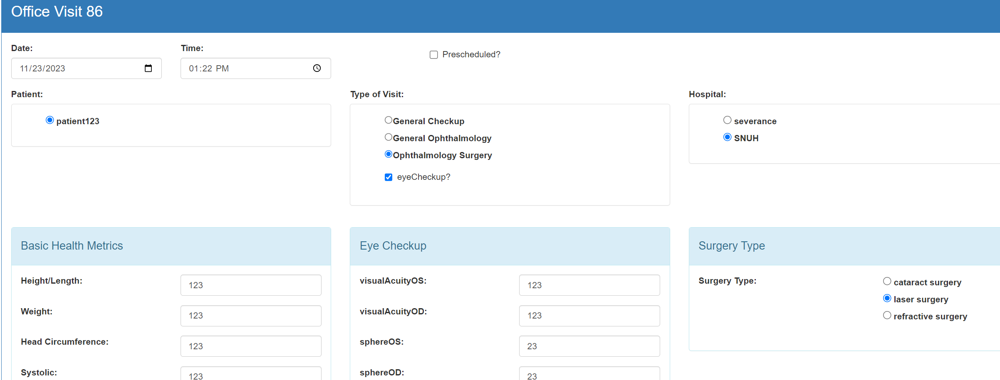 Office Visit 86
Date:
Time:
11/23/2023
01:22 PM
Prescheduled?
Patient:
Type of Visit:
Hospital:
patient123
General Checkup
General Ophthalmology
Ophthalmology Surgery
eyeCheckup?
severance
SNUH
Basic Health Metrics
Height/Length:
123
Weight:
123
Head Circumference:
123
Systolic:
123
Eye Checkup
visualAcuityOS:
123
visualAcuityOD:
123
sphereOS:
23
sphereOD:
23
Surgery Type
Surgery Type:
cataract surgery
laser surgery
refractive surgery